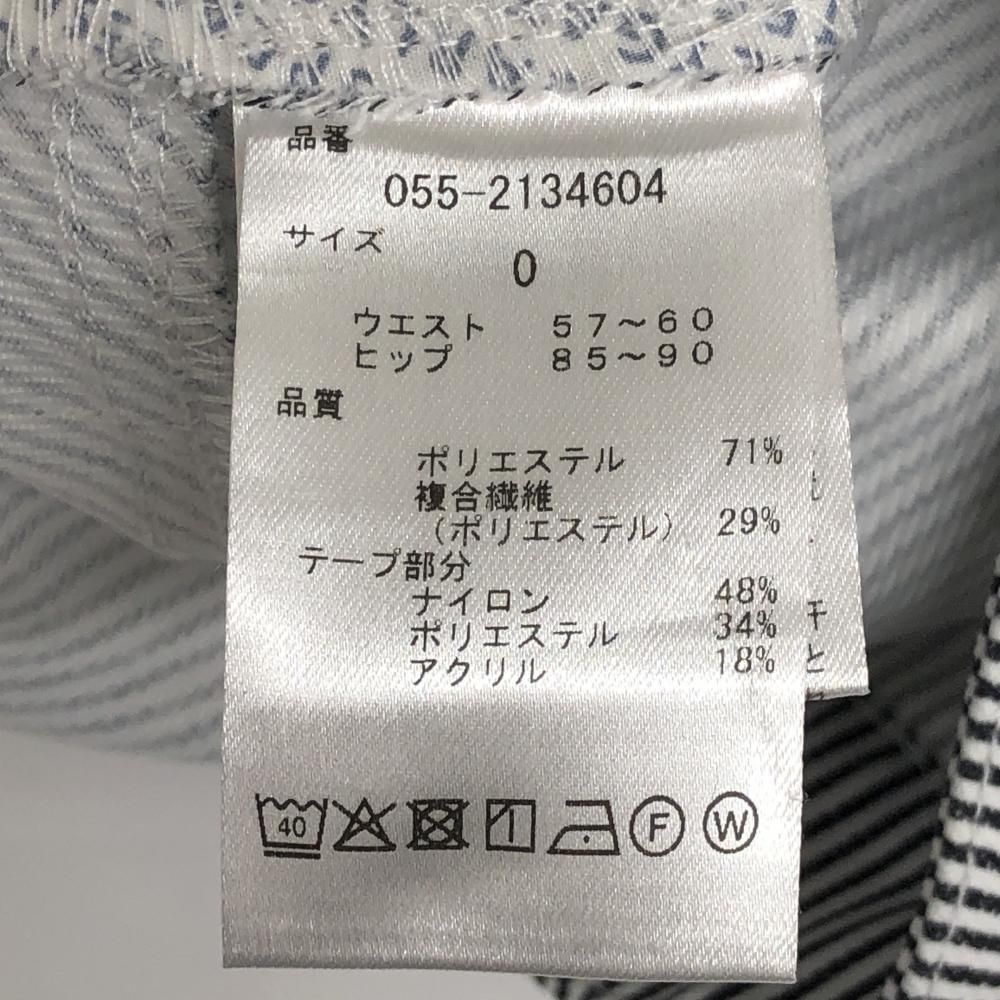 品番
055-2134604
サイズ
0
ウエスト 57～60
ヒップ 85～90
品質
ポリエステル 71%
複合繊維
(ポリエステル) 29%
テープ部分
ナイロン 48%
ポリエステル 34%
アクリル 18%
40 F W